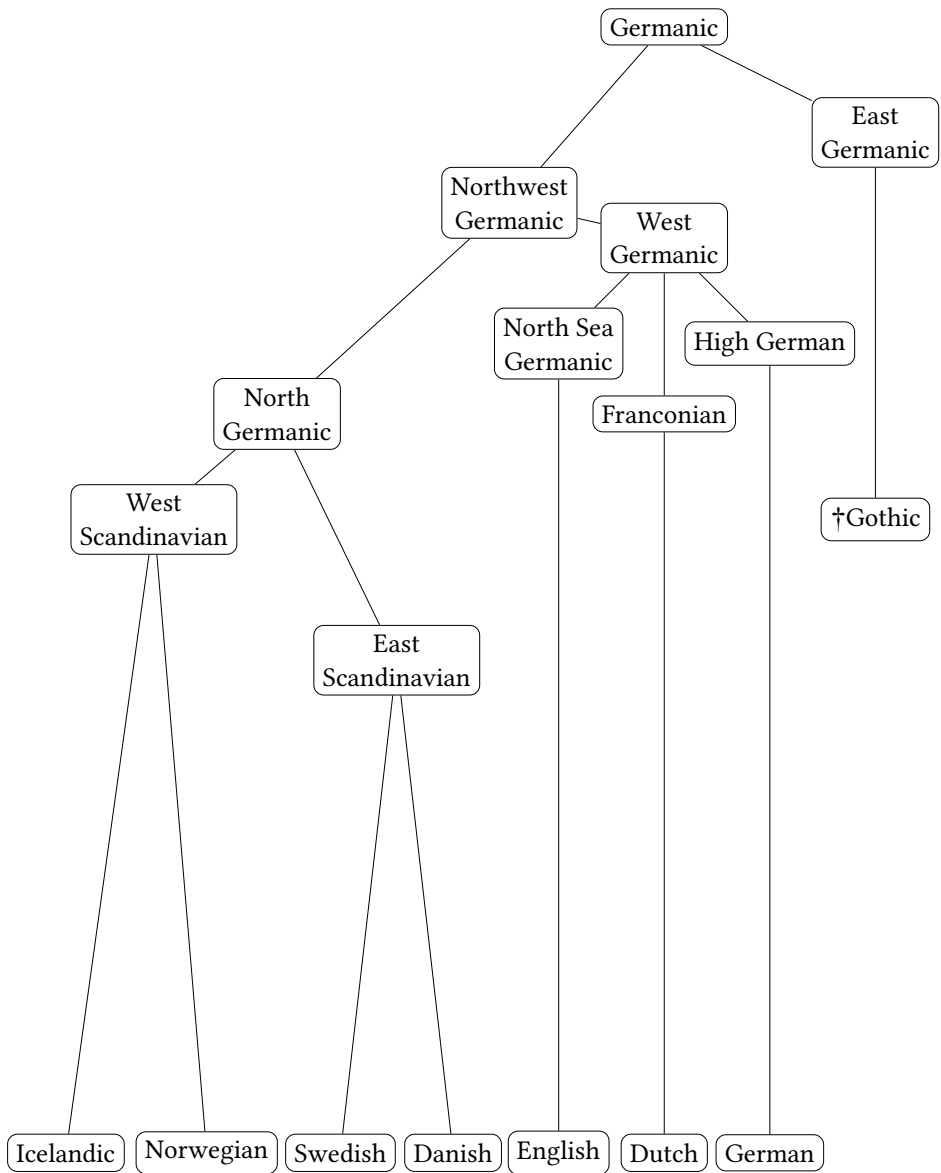 Germanic
East
Germanic
Northwest
Germanic
West
Germanic
North Sea
Germanic
High German
North
Germanic
Franconian
West
Scandinavian
†Gothic
East
Scandinavian
Icelandic
Norwegian
Swedish
Danish
English
Dutch
German